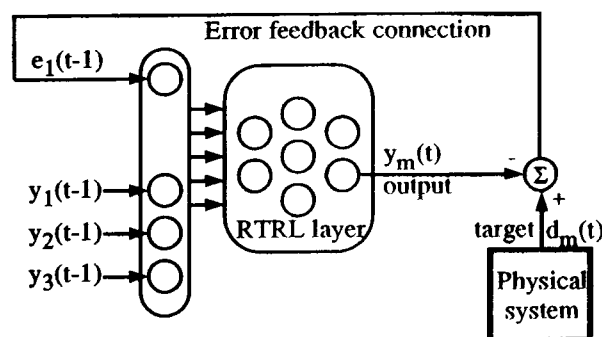 Error feedback connection
e1(t-1)
y1(t-1)
y2(t-1)
y3(t-1)
RTRL layer
ym(t)
output
-
Σ
+
target dm(t)
Physical
system